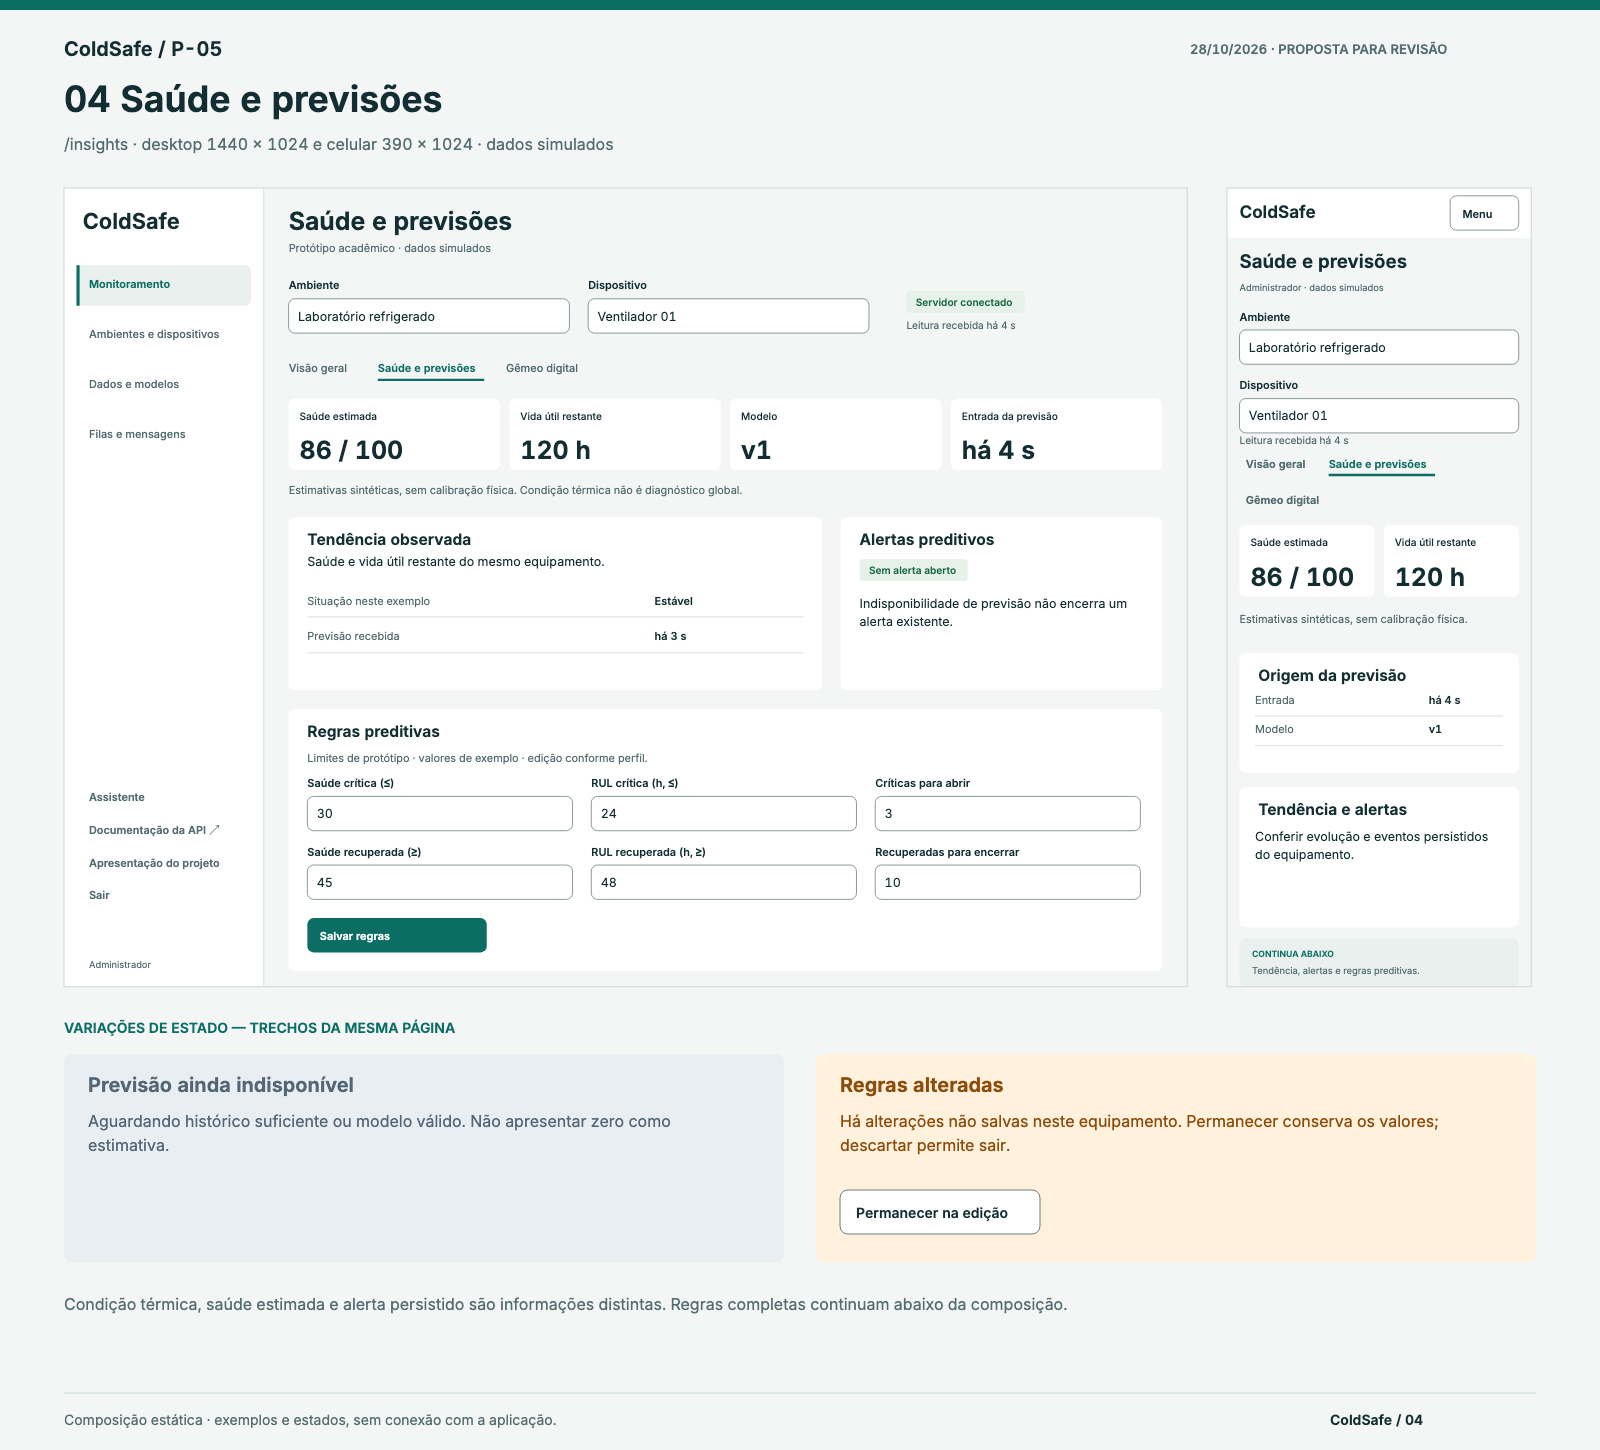 ColdSafe / P-05
28/10/2026 · PROPOSTA PARA REVISÃO
04 Saúde e previsões
/insights · desktop 1440 × 1024 e celular 390 × 1024 · dados simulados
ColdSafe
Monitoramento
Ambientes e dispositivos
Dados e modelos
Filas e mensagens
Assistente
Documentação da API ↗
Apresentação do projeto
Sair
Administrador
Saúde e previsões
Protótipo acadêmico · dados simulados
Ambiente
Laboratório refrigerado
Dispositivo
Ventilador 01
Servidor conectado
Leitura recebida há 4 s
Visão geral
Saúde e previsões
Gêmeo digital
Saúde estimada
86 / 100
Vida útil restante
120 h
Modelo
v1
Entrada da previsão
há 4 s
Estimativas sintéticas, sem calibração física. Condição térmica não é diagnóstico global.
Tendência observada
Saúde e vida útil restante do mesmo equipamento.
Situação neste exemplo Estável
Previsão recebida há 3 s
Alertas preditivos
Sem alerta aberto
Indisponibilidade de previsão não encerra um
alerta existente.
Regras preditivas
Limites de protótipo · valores de exemplo · edição conforme perfil.
Saúde crítica (≤)
30
RUL crítica (h, ≤)
24
Críticas para abrir
3
Saúde recuperada (≥)
45
RUL recuperada (h, ≥)
48
Recuperadas para encerrar
10
Salvar regras
ColdSafe
Menu
Saúde e previsões
Administrador · dados simulados
Ambiente
Laboratório refrigerado
Dispositivo
Ventilador 01
Leitura recebida há 4 s
Visão geral
Saúde e previsões
Gêmeo digital
Saúde estimada
86 / 100
Vida útil restante
120 h
Estimativas sintéticas, sem calibração física.
Origem da previsão
Entrada há 4 s
Modelo v1
Tendência e alertas
Conferir evolução e eventos persistidos
do equipamento.
CONTINUA ABAIXO
Tendência, alertas e regras preditivas.
VARIAÇÕES DE ESTADO — TRECHOS DA MESMA PÁGINA
Previsão ainda indisponível
Aguardando histórico suficiente ou modelo válido. Não apresentar zero como
estimativa.
Regras alteradas
Há alterações não salvas neste equipamento. Permanecer conserva os valores;
descartar permite sair.
Permanecer na edição
Condição térmica, saúde estimada e alerta persistido são informações distintas. Regras completas continuam abaixo da composição.
Composição estática · exemplos e estados, sem conexão com a aplicação.
ColdSafe / 04